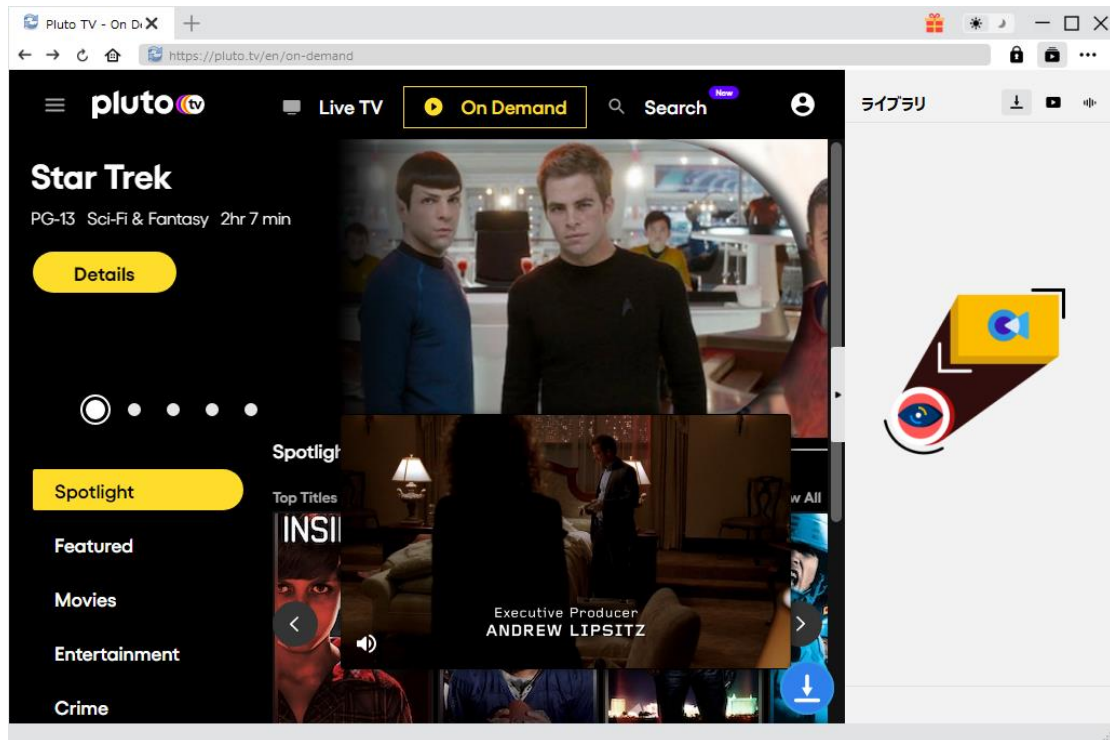 Pluto TV - On D
https://pluto.tv/en/on-demand
pluto tv
Live TV
On Demand
Search
New
ライブラリ
Star Trek
PG-13 Sci-Fi & Fantasy 2hr 7 min
Details
Spotlight
Featured
Movies
Entertainment
Crime
Spotligh
Top Titles
w All
INSI
Executive Producer
ANDREW LIPSITZ